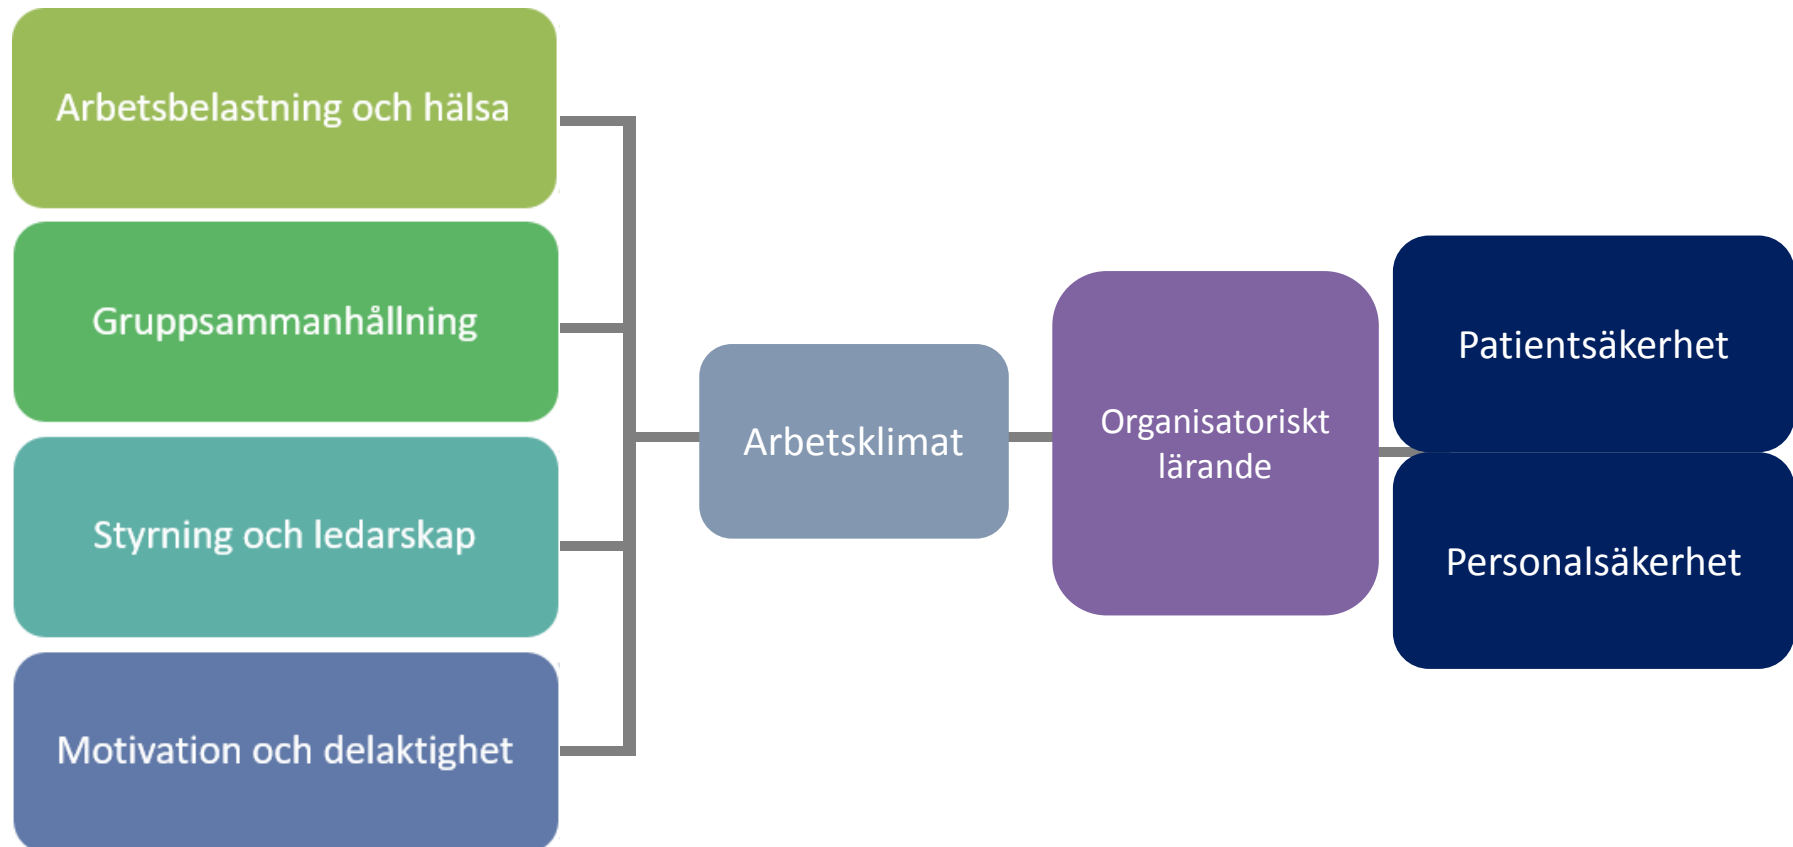 Arbetsbelastning och hälsa
Gruppsammanhållning
Styrning och ledarskap
Motivation och delaktighet
Arbetsklimat
Organisatoriskt
lärande
Patientsäkerhet
Personalsäkerhet